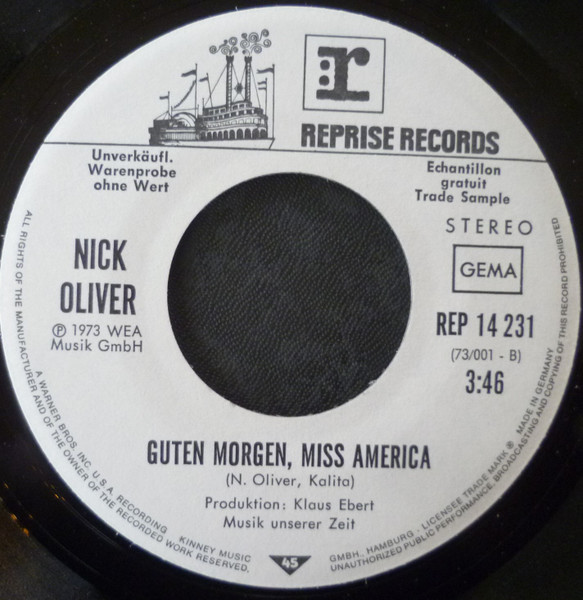 r
REPRISE RECORDS
Unverkäufl.
Warenprobe
ohne Wert
Echantillon
gratuit
Trade Sample
NICK
OLIVER
Ⓟ 1973 WEA
Musik GmbH
STEREO
GEMA
REP 14 231
(73/001 - B)
3:46
GUTEN MORGEN, MISS AMERICA
(N. Oliver, Kalita)
Produktion: Klaus Ebert
Musik unserer Zeit
45
ALL RIGHTS OF THE MANUFACTURER AND OF THE OWNER OF THE RECORDED WORK RESERVED.
A WARNER BROS. INC. U.S.A. RECORDING KINNEY MUSIC GMBH., HAMBURG - LICENSEE TRADE MARK ® MADE IN GERMANY
UNAUTHORIZED PUBLIC PERFORMANCE, BROADCASTING AND COPYING OF THIS RECORD PROHIBITED